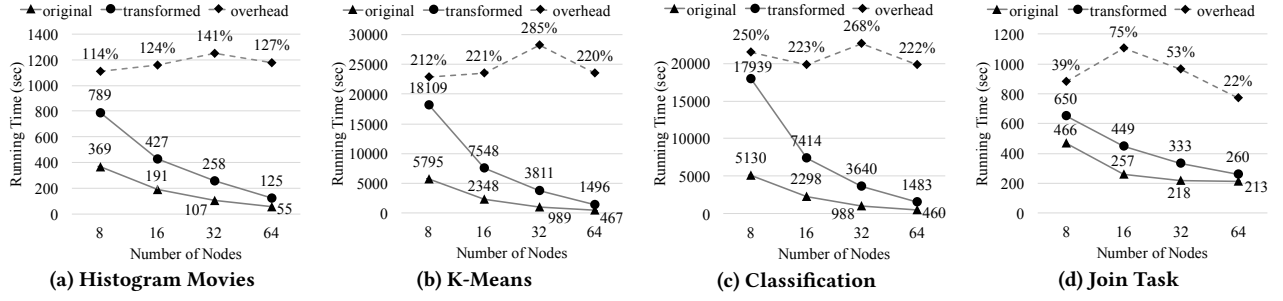 original transformed overhead
Running Time (sec)
1400
1200
1000
800
600
400
200
0
114% 124% 141% 127%
789 427 258 125
369 191 107 55
8 16 32 64
Number of Nodes
(a) Histogram Movies
original transformed overhead
Running Time (sec)
30000
25000
20000
15000
10000
5000
0
212% 221% 285% 220%
18109 7548 3811 1496
5795 2348 989 467
8 16 32 64
Number of Nodes
(b) K-Means
original transformed overhead
Running Time (sec)
20000
15000
10000
5000
0
250% 223% 268% 222%
17939 7414 3640 1483
5130 2298 988 460
8 16 32 64
Number of Nodes
(c) Classification
original transformed overhead
Running Time (sec)
1200
1000
800
600
400
200
0
39% 75% 53% 22%
650 449 333 260
466 257 218 213
8 16 32 64
Number of Nodes
(d) Join Task